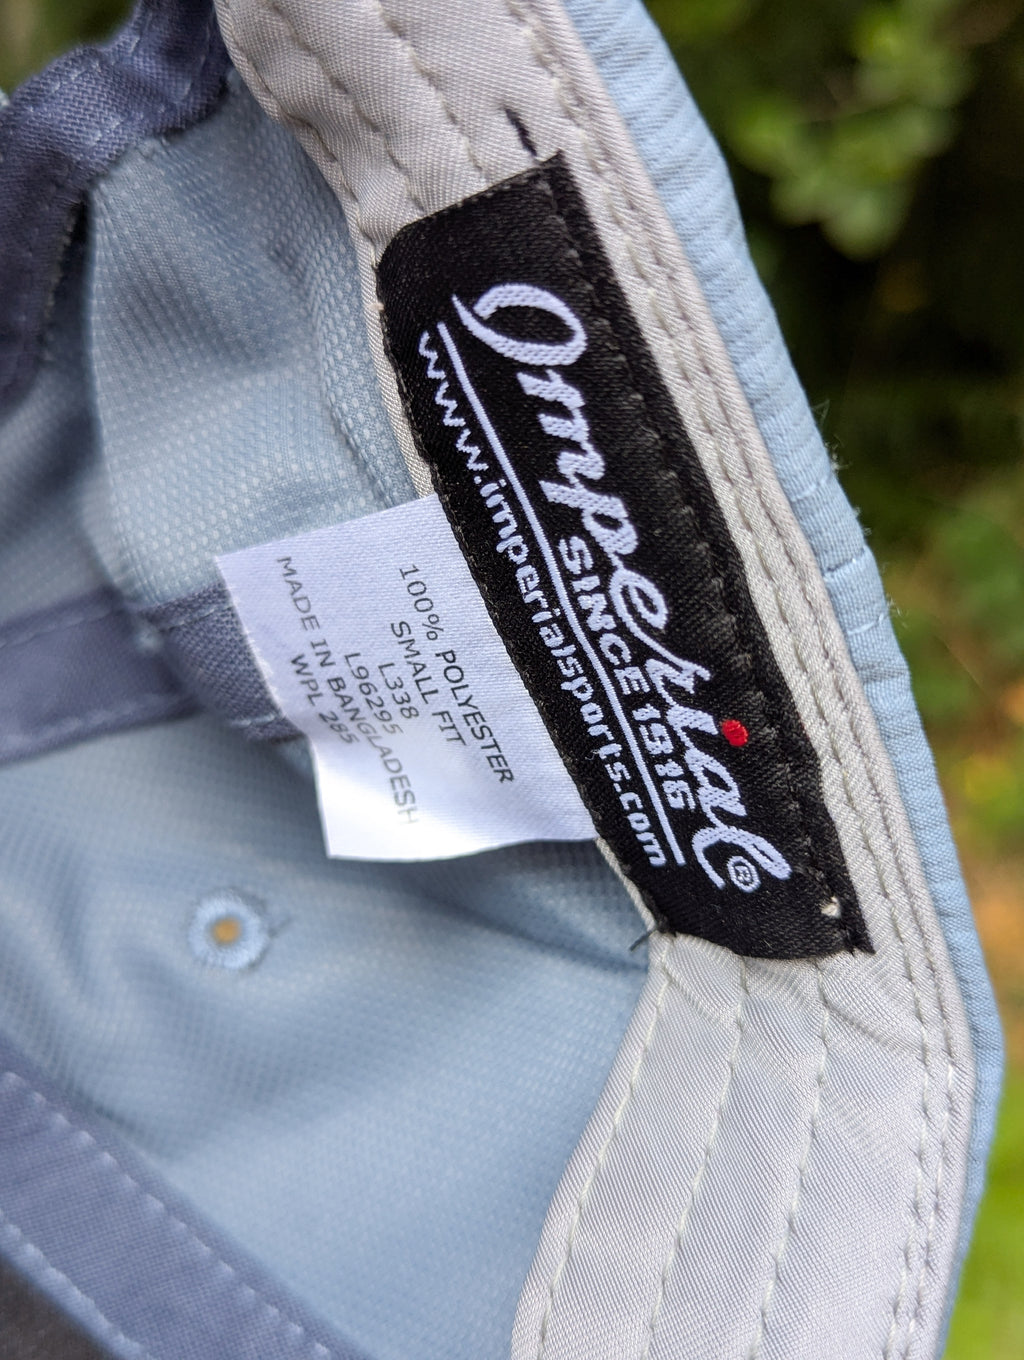 Imperial®
SINCE 1916
www.imperialsports.com
100% POLYESTER
SMALL FIT
L338
L96295
MADE IN BANGLADESH
WPL 285